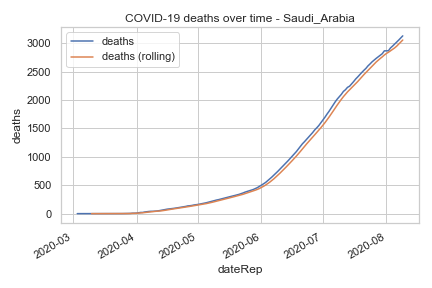 COVID-19 deaths over time - Saudi_Arabia
deaths
deaths (rolling)
3000
2500
2000
1500
1000
500
0
deaths
2020-03
2020-04
2020-05
2020-06
2020-07
2020-08
dateRep